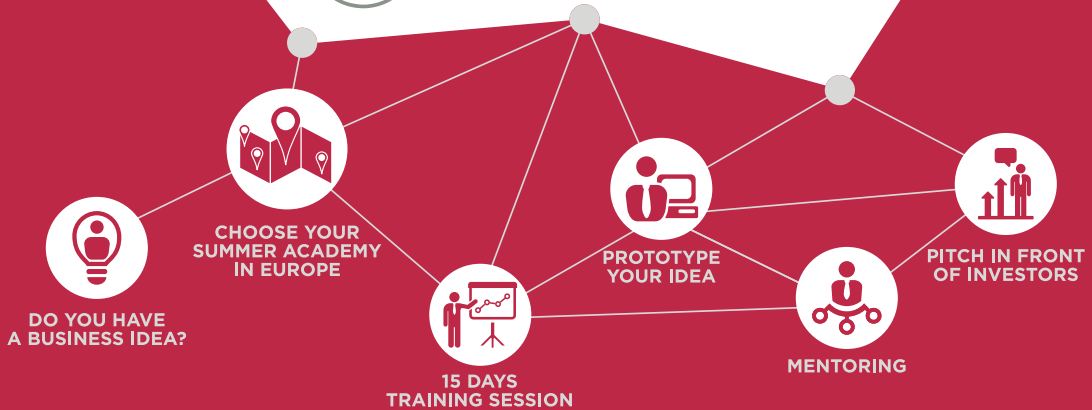 DO YOU HAVE
A BUSINESS IDEA?
CHOOSE YOUR
SUMMER ACADEMY
IN EUROPE
15 DAYS
TRAINING SESSION
PROTOTYPE
YOUR IDEA
MENTORING
PITCH IN FRONT
OF INVESTORS